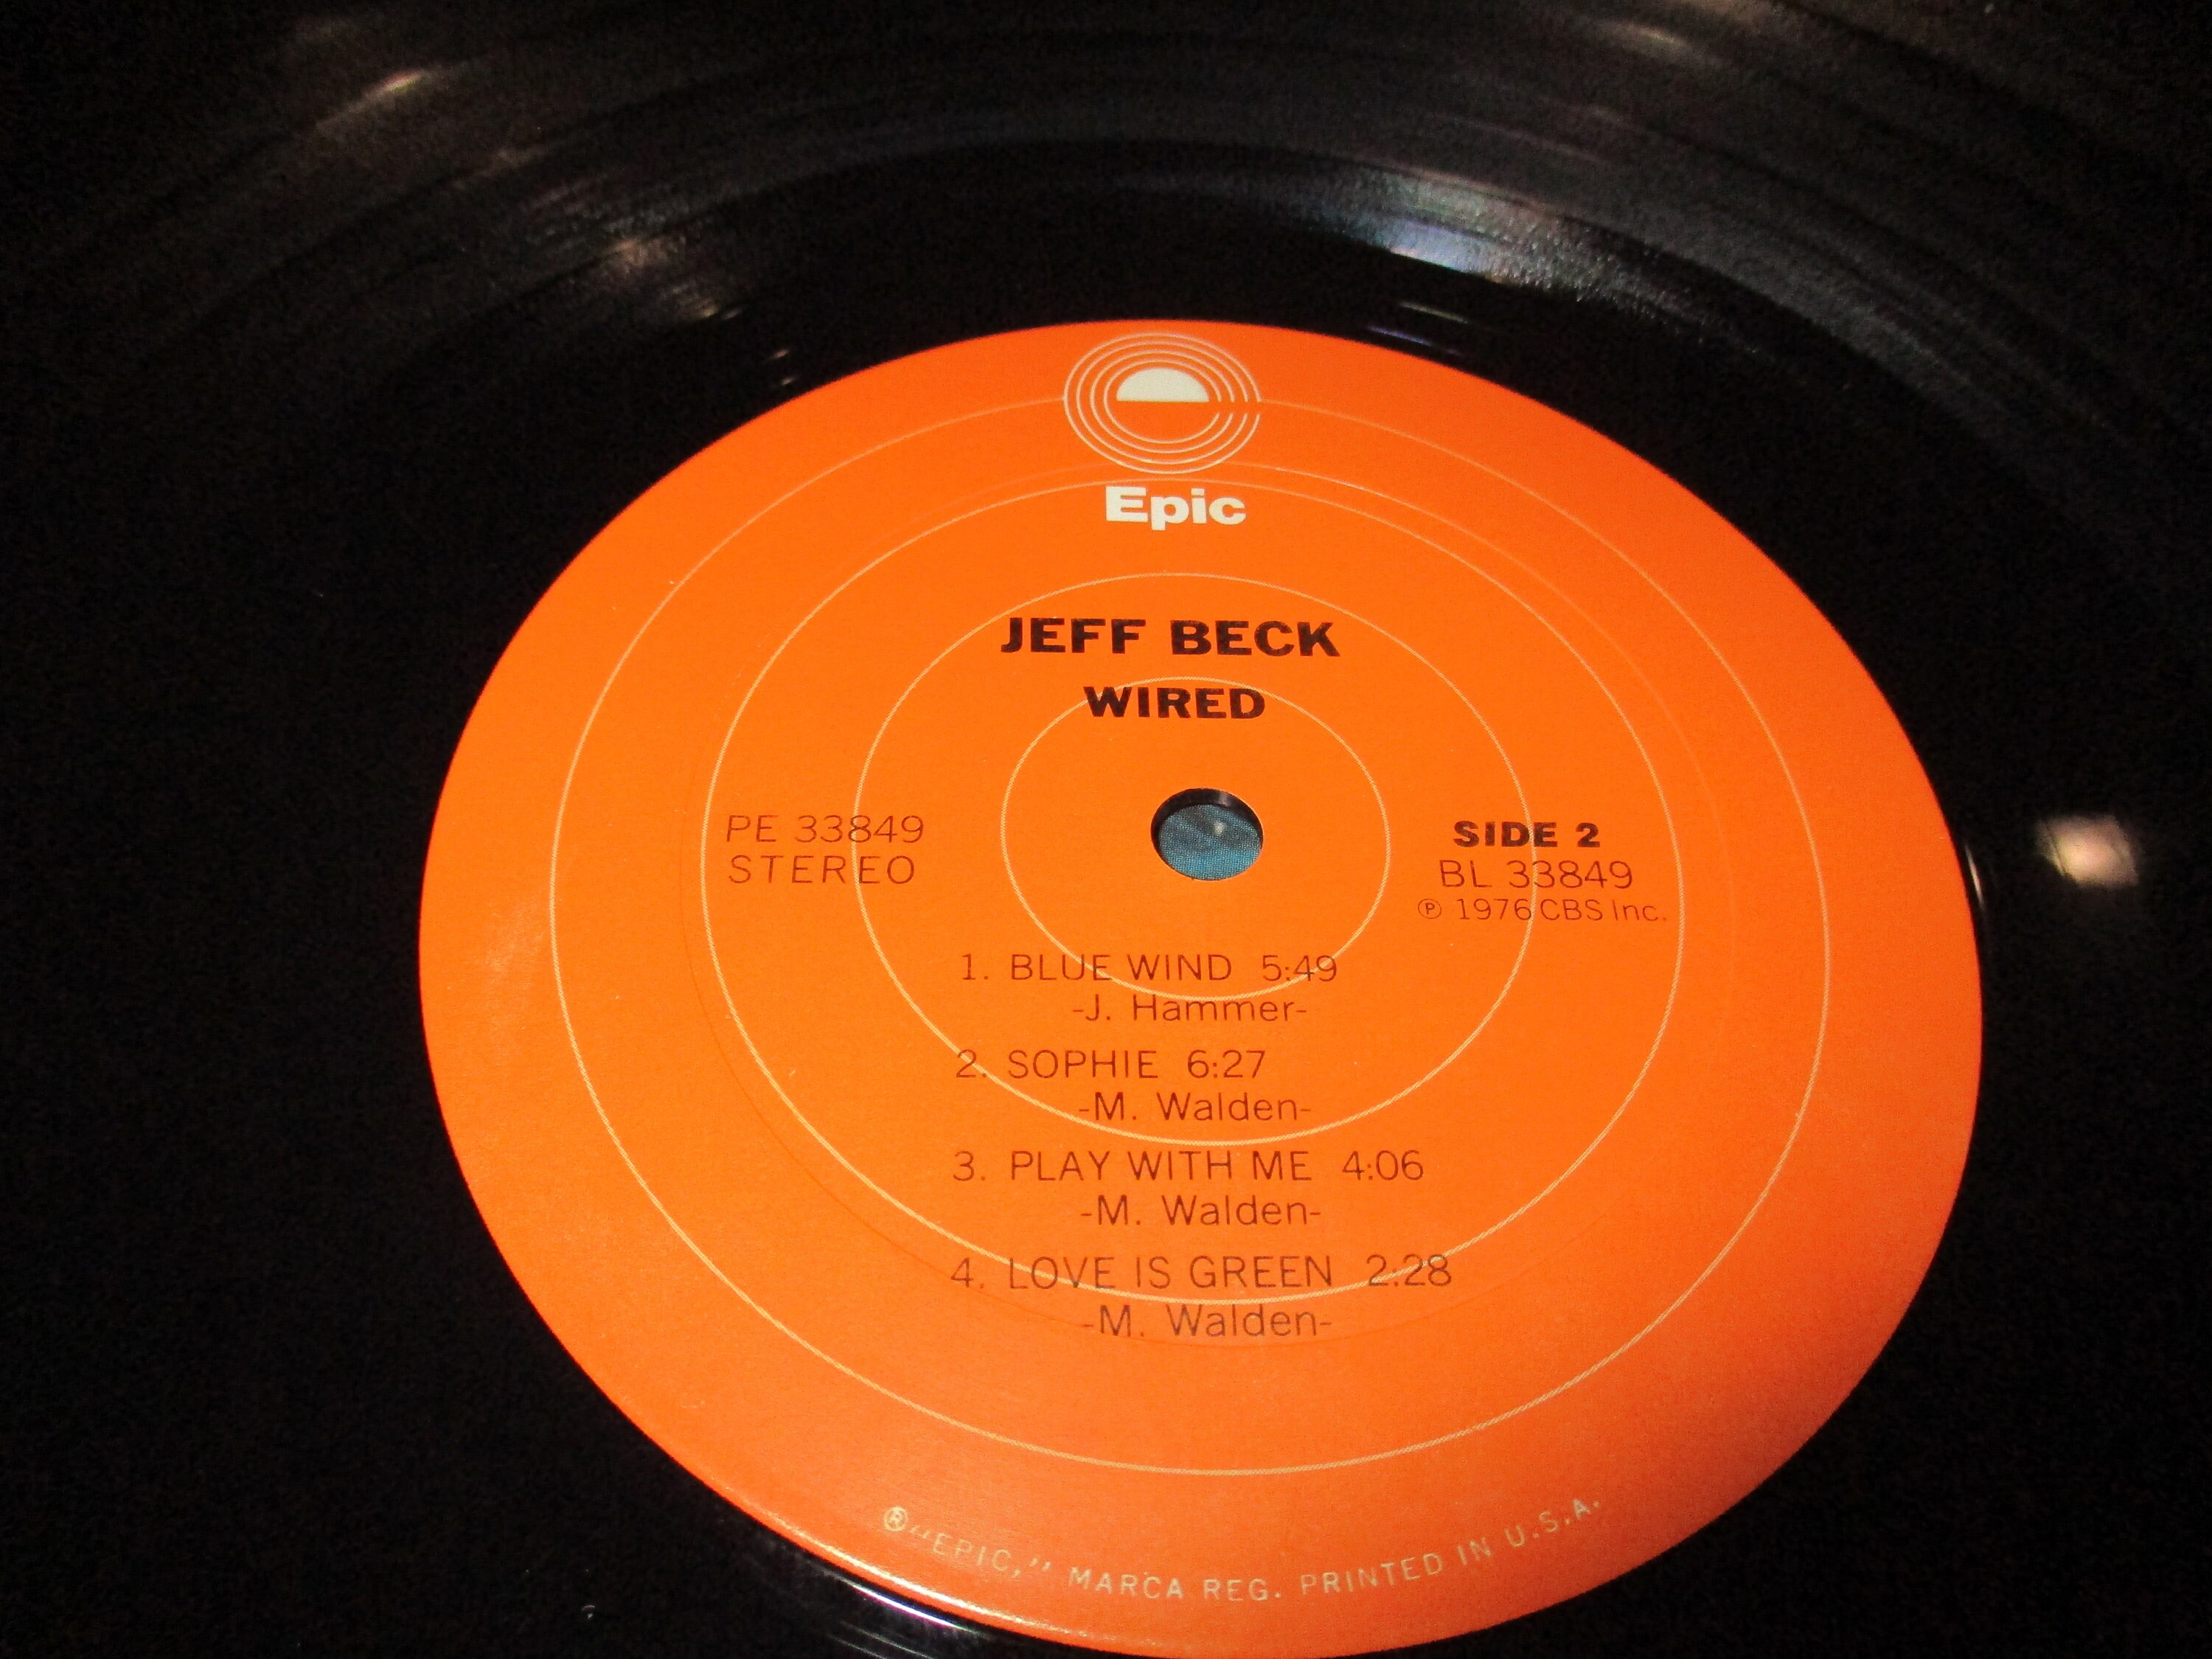 Epic
JEFF BECK
WIRED
PE 33849
STEREO
SIDE 2
BL 33849
℗ 1976 CBS Inc.
1. BLUE WIND 5:49
-J. Hammer-
2. SOPHIE 6:27
-M. Walden-
3. PLAY WITH ME 4:06
-M. Walden-
4. LOVE IS GREEN 2:28
-M. Walden-
® "EPIC," MARCA REG. PRINTED IN U.S.A.